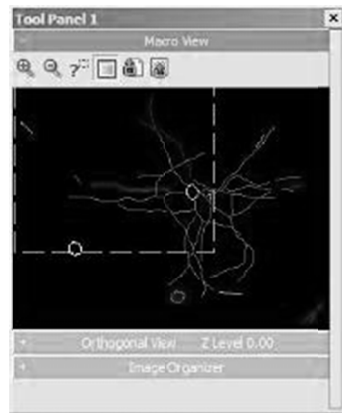 Tool Panel 1
Macro View
Orthogonal View Z Level 0.00
Image Organizer